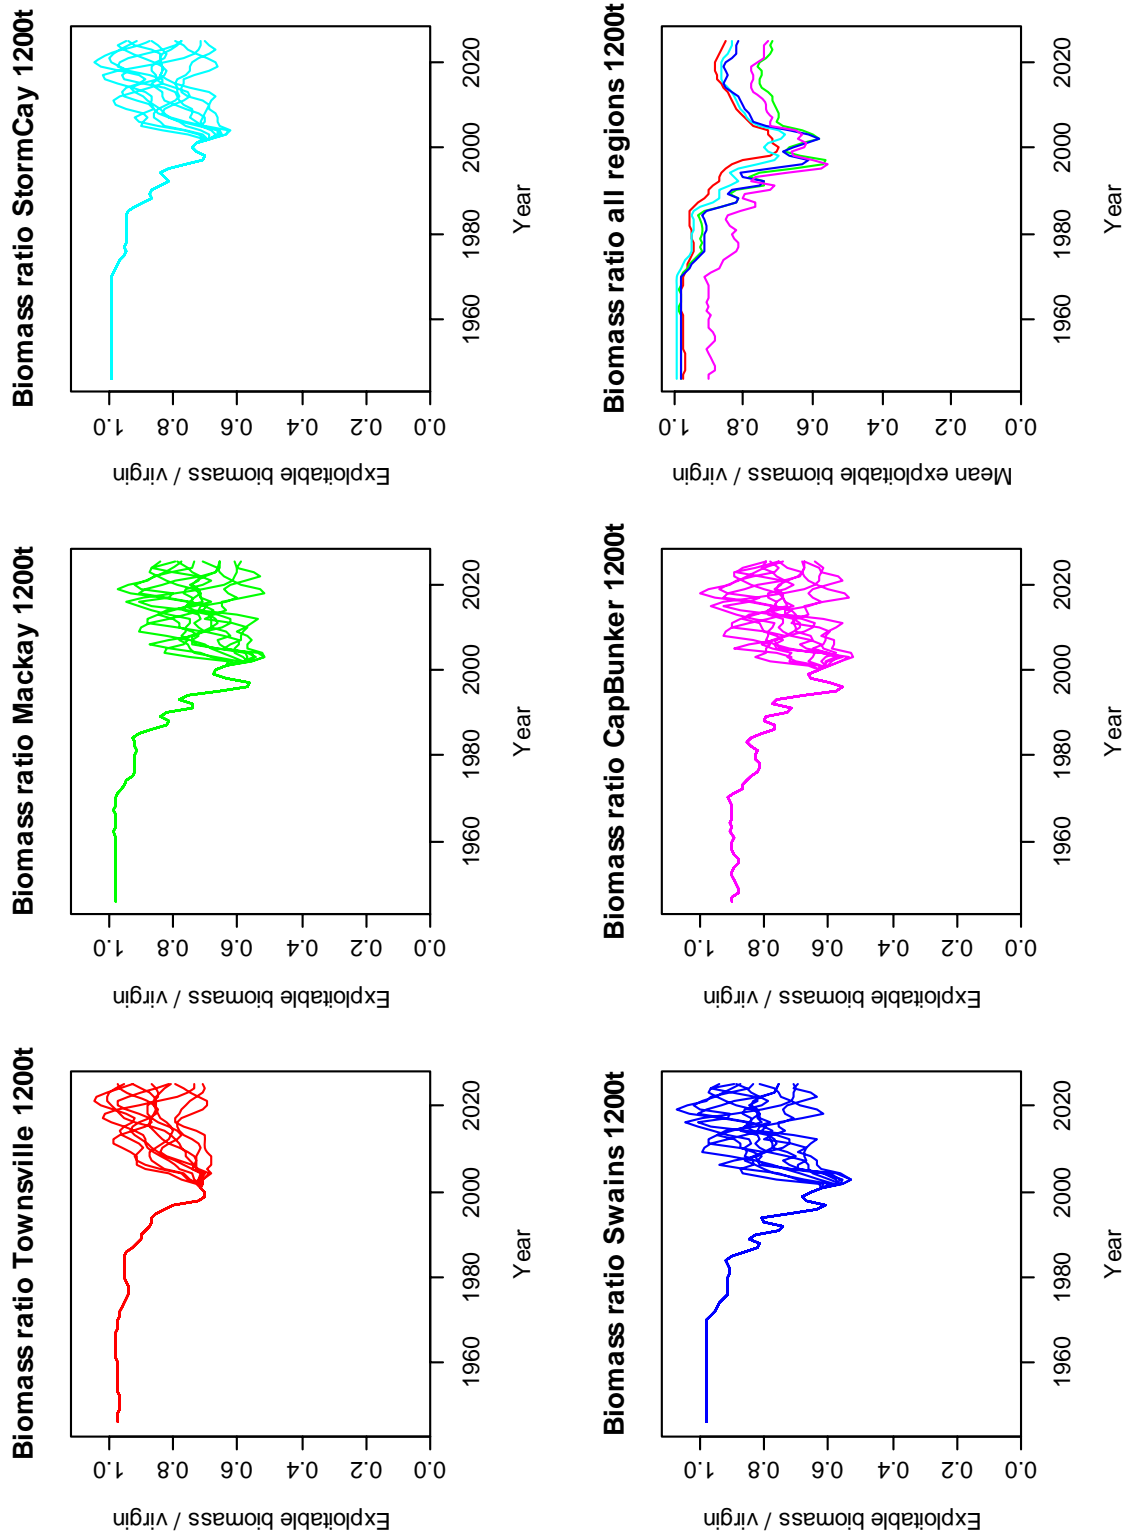 Biomass ratio Townsville 1200t
Exploitable biomass / virgin
0.0 0.2 0.4 0.6 0.8 1.0
1960 1980 2000 2020
Year
Biomass ratio Mackay 1200t
Exploitable biomass / virgin
0.0 0.2 0.4 0.6 0.8 1.0
1960 1980 2000 2020
Year
Biomass ratio StormCay 1200t
Exploitable biomass / virgin
0.0 0.2 0.4 0.6 0.8 1.0
1960 1980 2000 2020
Year
Biomass ratio Swains 1200t
Exploitable biomass / virgin
0.0 0.2 0.4 0.6 0.8 1.0
1960 1980 2000 2020
Year
Biomass ratio CapBunker 1200t
Exploitable biomass / virgin
0.0 0.2 0.4 0.6 0.8 1.0
1960 1980 2000 2020
Year
Biomass ratio all regions 1200t
Mean exploitable biomass / virgin
0.0 0.2 0.4 0.6 0.8 1.0
1960 1980 2000 2020
Year